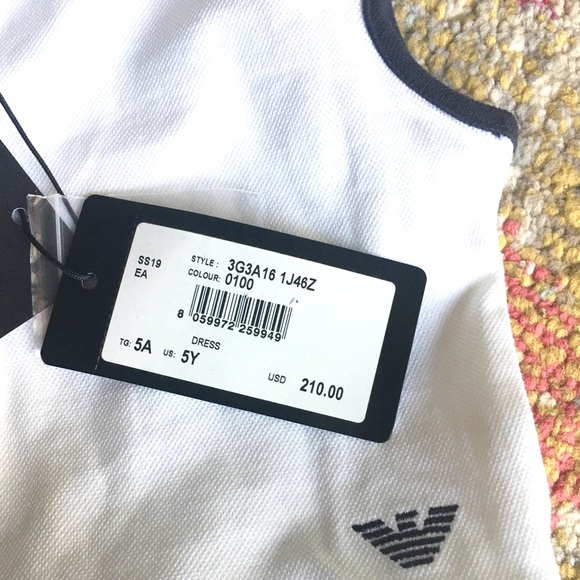 SS19 STYLE : 3G3A16 1J46Z
EA COLOUR: 0100
8 059972 259949
DRESS
TG: 5A US: 5Y
USD 210.00